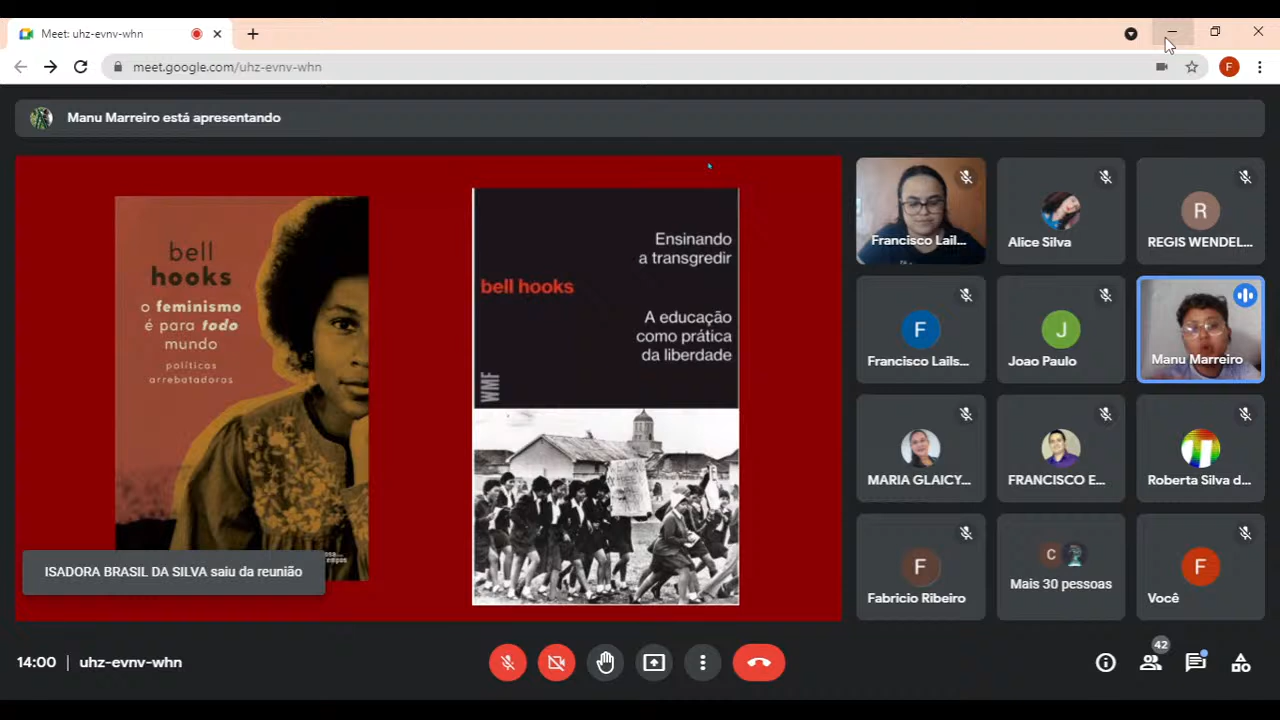 Meet: uhz-evnv-whn
meet.google.com/uhz-evnv-whn
F
Manu Marreiro está apresentando
bell
hooks
o feminismo
é para todo
mundo
políticas
arrebatadoras
Ensinando
a transgredir
bell hooks
A educação
como prática
da liberdade
WMF
ISADORA BRASIL DA SILVA saiu da reunião
Francisco Lail...
Alice Silva
R
REGIS WENDEL...
F
Francisco Lails...
J
Joao Paulo
Manu Marreiro
MARIA GLAICY...
FRANCISCO E...
Roberta Silva d...
F
Fabricio Ribeiro
C
Mais 30 pessoas
F
Você
14:00 | uhz-evnv-whn
42